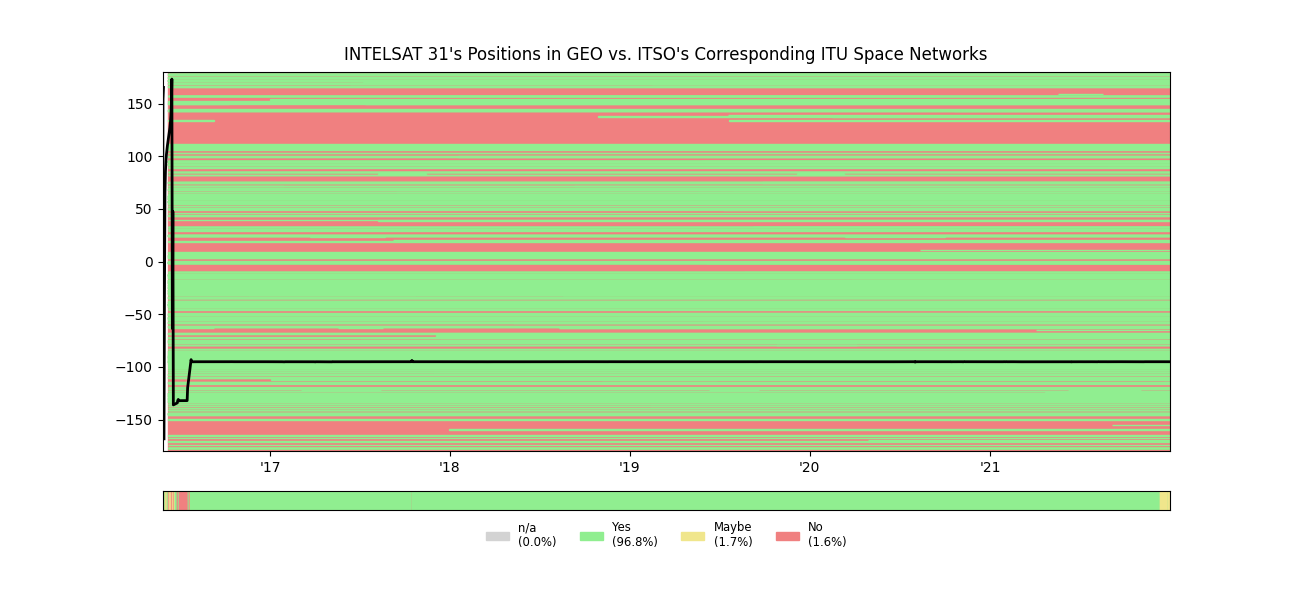 INTELSAT 31's Positions in GEO vs. ITSO's Corresponding ITU Space Networks
150
100
50
0
−50
−100
−150
'17 '18 '19 '20 '21
n/a Yes Maybe No
(0.0%) (96.8%) (1.7%) (1.6%)